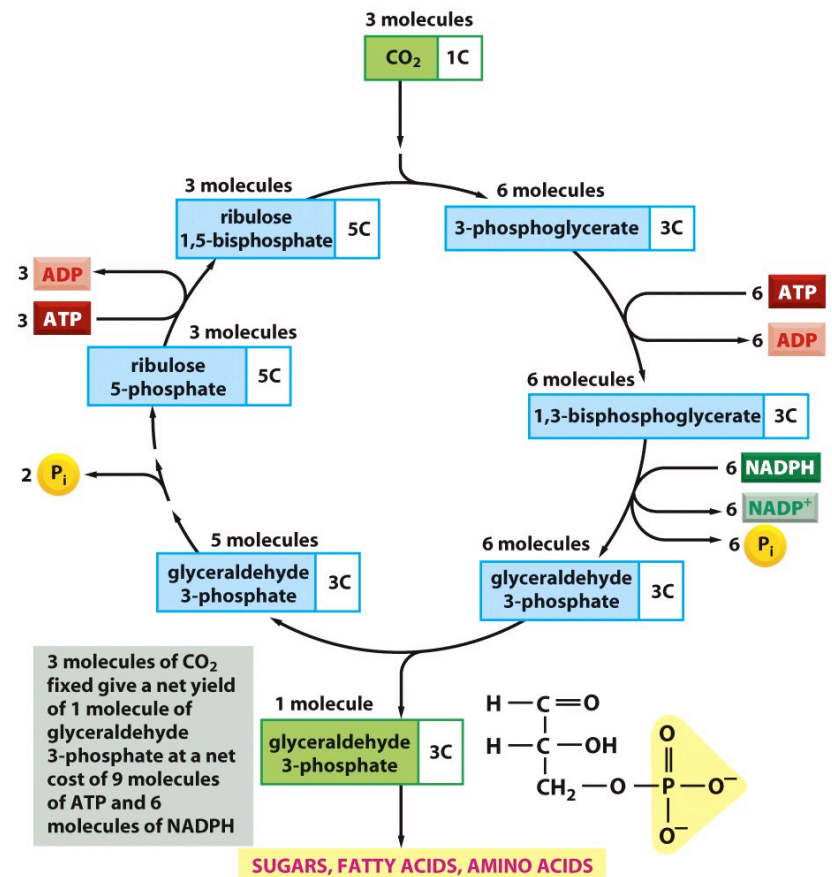 3 molecules
CO₂ 1C
3 molecules
ribulose
1,5-bisphosphate
5C
6 molecules
3-phosphoglycerate 3C
3 ADP
3 ATP
6 ATP
6 ADP
3 molecules
ribulose
5-phosphate
5C
6 molecules
1,3-bisphosphoglycerate 3C
2 Pᵢ
6 NADPH
6 NADP⁺
6 Pᵢ
5 molecules
glyceraldehyde
3-phosphate
3C
6 molecules
glyceraldehyde
3-phosphate
3C
3 molecules of CO₂
fixed give a net yield
of 1 molecule of
glyceraldehyde
3-phosphate at a net
cost of 9 molecules
of ATP and 6
molecules of NADPH
1 molecule
glyceraldehyde
3-phosphate
3C
H—C=O
H—C—OH
CH₂—O—P—O⁻
O
O⁻
SUGARS, FATTY ACIDS, AMINO ACIDS